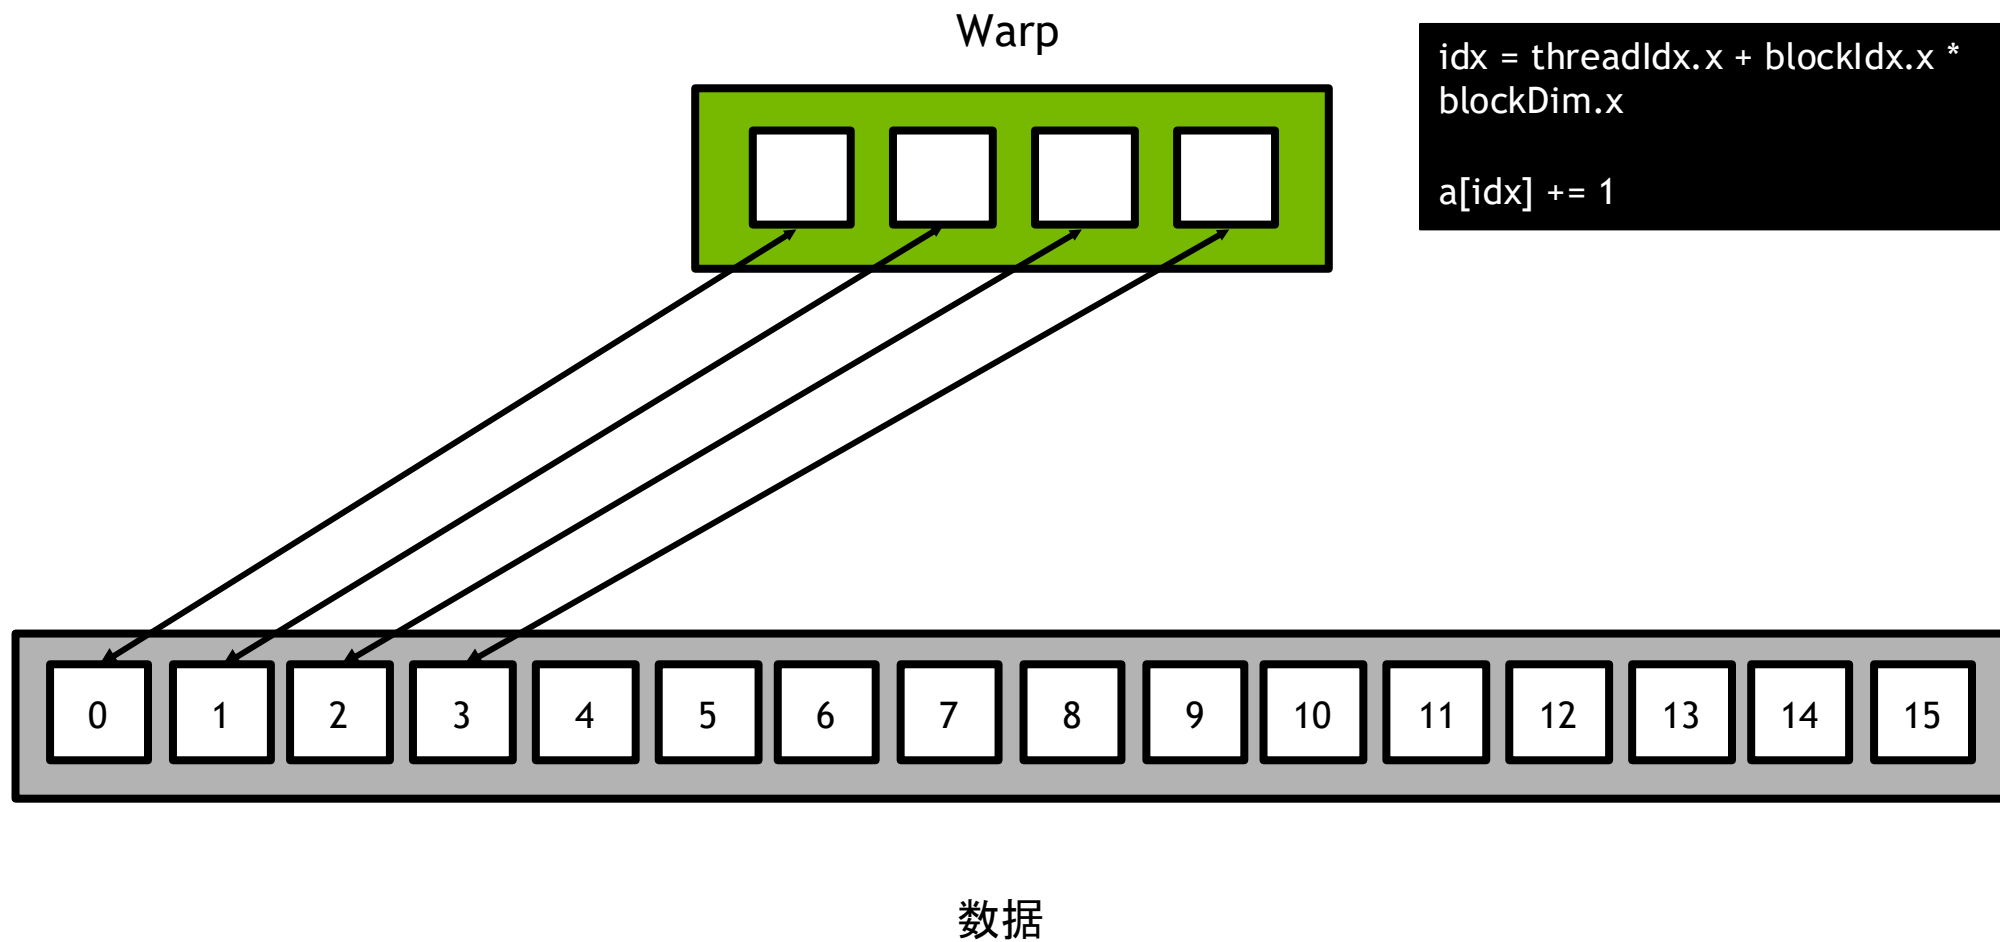 Warp
idx = threadIdx.x + blockIdx.x *
blockDim.x
a[idx] += 1
0 1 2 3 4 5 6 7 8 9 10 11 12 13 14 15
数据